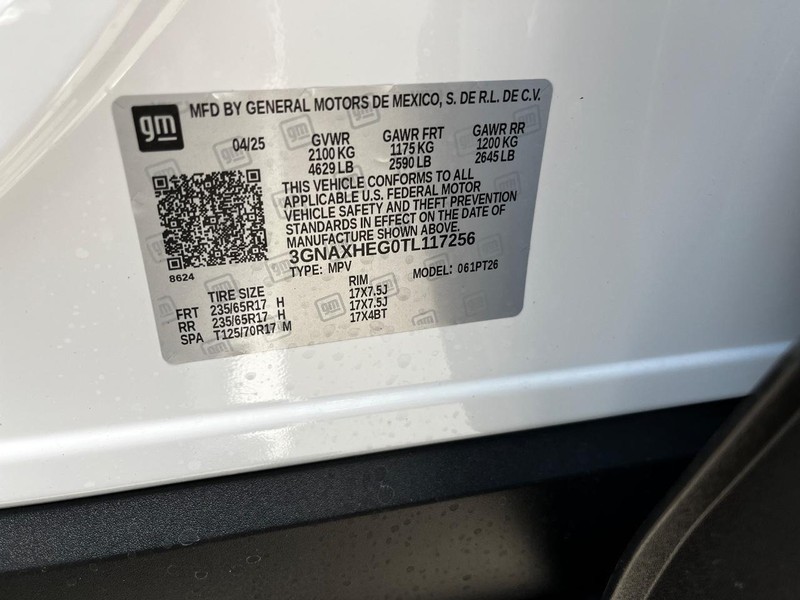 gm MFD BY GENERAL MOTORS DE MEXICO, S. DE R.L. DE C.V.
04/25 GVWR GAWR FRT GAWR RR
2100 KG 1175 KG 1200 KG
4629 LB 2590 LB 2645 LB
THIS VEHICLE CONFORMS TO ALL
APPLICABLE U.S. FEDERAL MOTOR
VEHICLE SAFETY AND THEFT PREVENTION
STANDARDS IN EFFECT ON THE DATE OF
MANUFACTURE SHOWN ABOVE.
3GNAXHEG0TL117256
8624 TYPE: MPV MODEL: 061PT26
TIRE SIZE RIM
FRT 235/65R17 H 17X7.5J
RR 235/65R17 H 17X7.5J
SPA T125/70R17 M 17X4BT